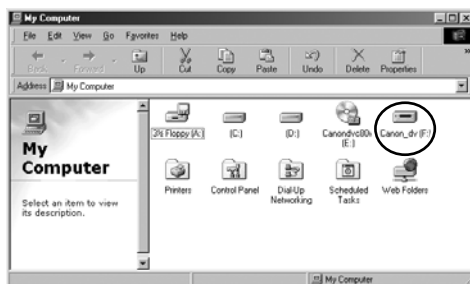 My Computer
File Edit View Go Favorites Help
Back Forward Up Cut Copy Paste Undo Delete Properties »
Address My Computer
3½ Floppy (A:) (C:) (D:) Canon_dv (F:)
(E:)
My
Computer
Printers Control Panel Dial-Up Scheduled Web Folders
Networking Tasks
Select an item to view
its description.
My Computer